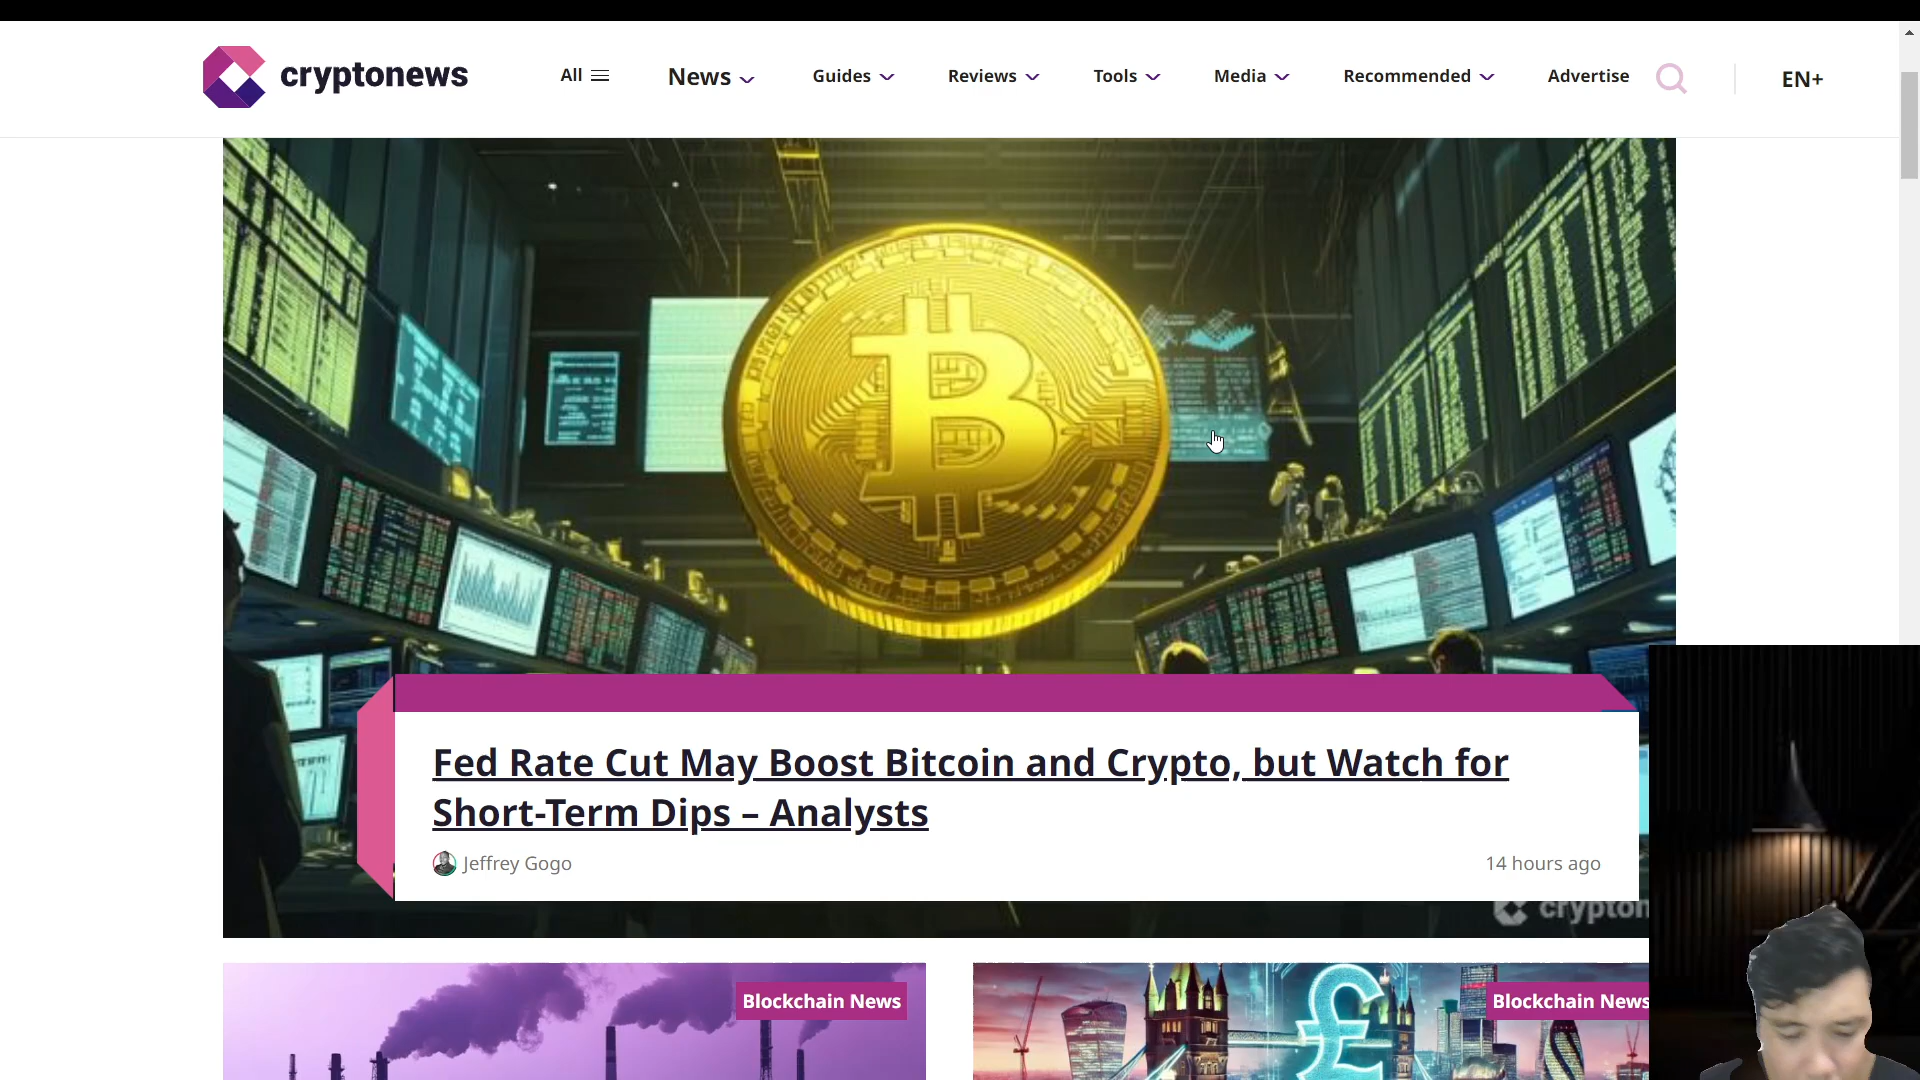 cryptonews
All
News
Guides
Reviews
Tools
Media
Recommended
Advertise
EN+
Fed Rate Cut May Boost Bitcoin and Crypto, but Watch for
Short-Term Dips – Analysts
Jeffrey Gogo
14 hours ago
Blockchain News
Blockchain News